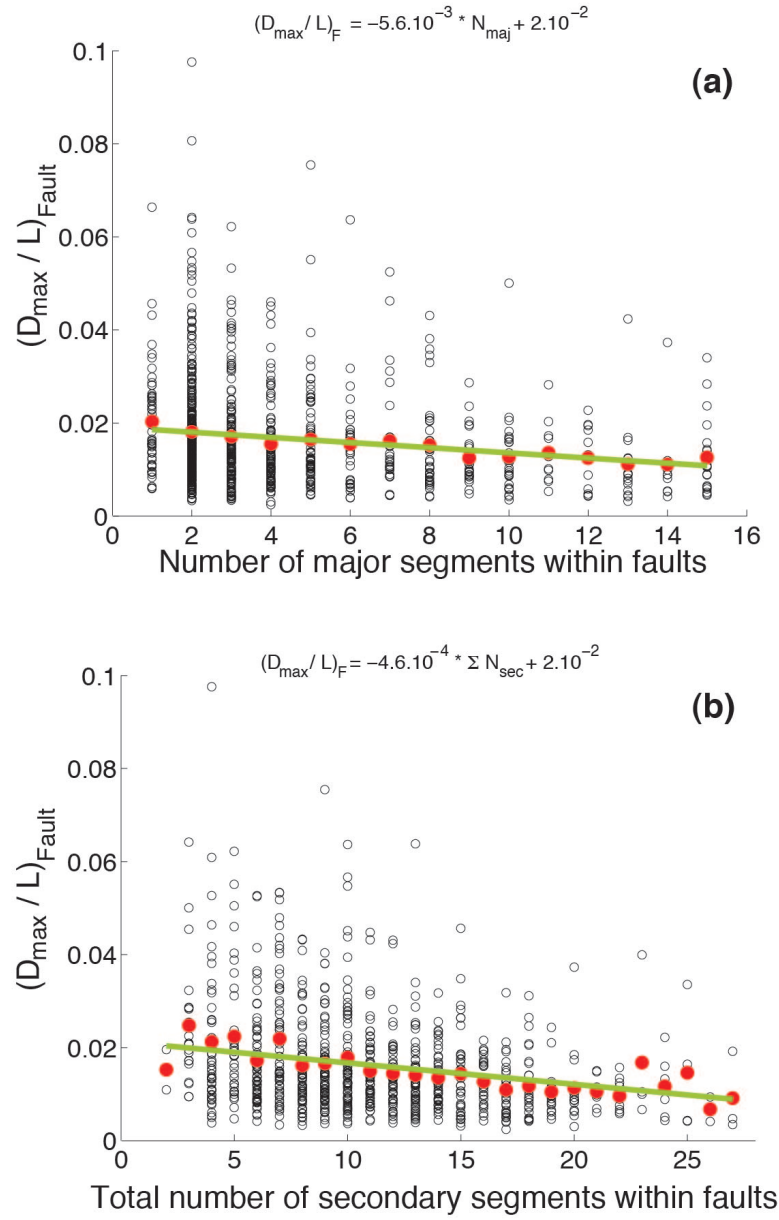 (Dmax / L)F = −5.6.10−3 * Nmaj + 2.10−2
(a)
0.1
0.08
0.06
0.04
0.02
0
(Dmax / L)Fault
0 2 4 6 8 10 12 14 16
Number of major segments within faults
(Dmax / L)F = −4.6.10−4 * Σ Nsec + 2.10−2
(b)
0.1
0.08
0.06
0.04
0.02
0
(Dmax / L)Fault
0 5 10 15 20 25
Total number of secondary segments within faults